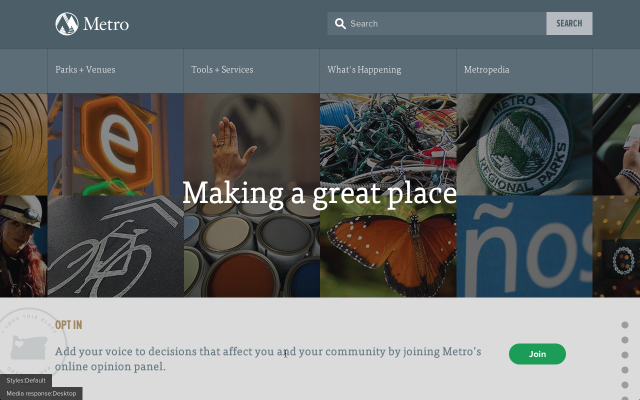 Metro
Search
SEARCH
Parks + Venues
Tools + Services
What's Happening
Metropedia
e
METRO
REGIONAL PARKS
Making a great place
ños
OPT IN
Add your voice to decisions that affect you and your community by joining Metro's
online opinion panel.
Join
Styles:Default
Media response:Desktop